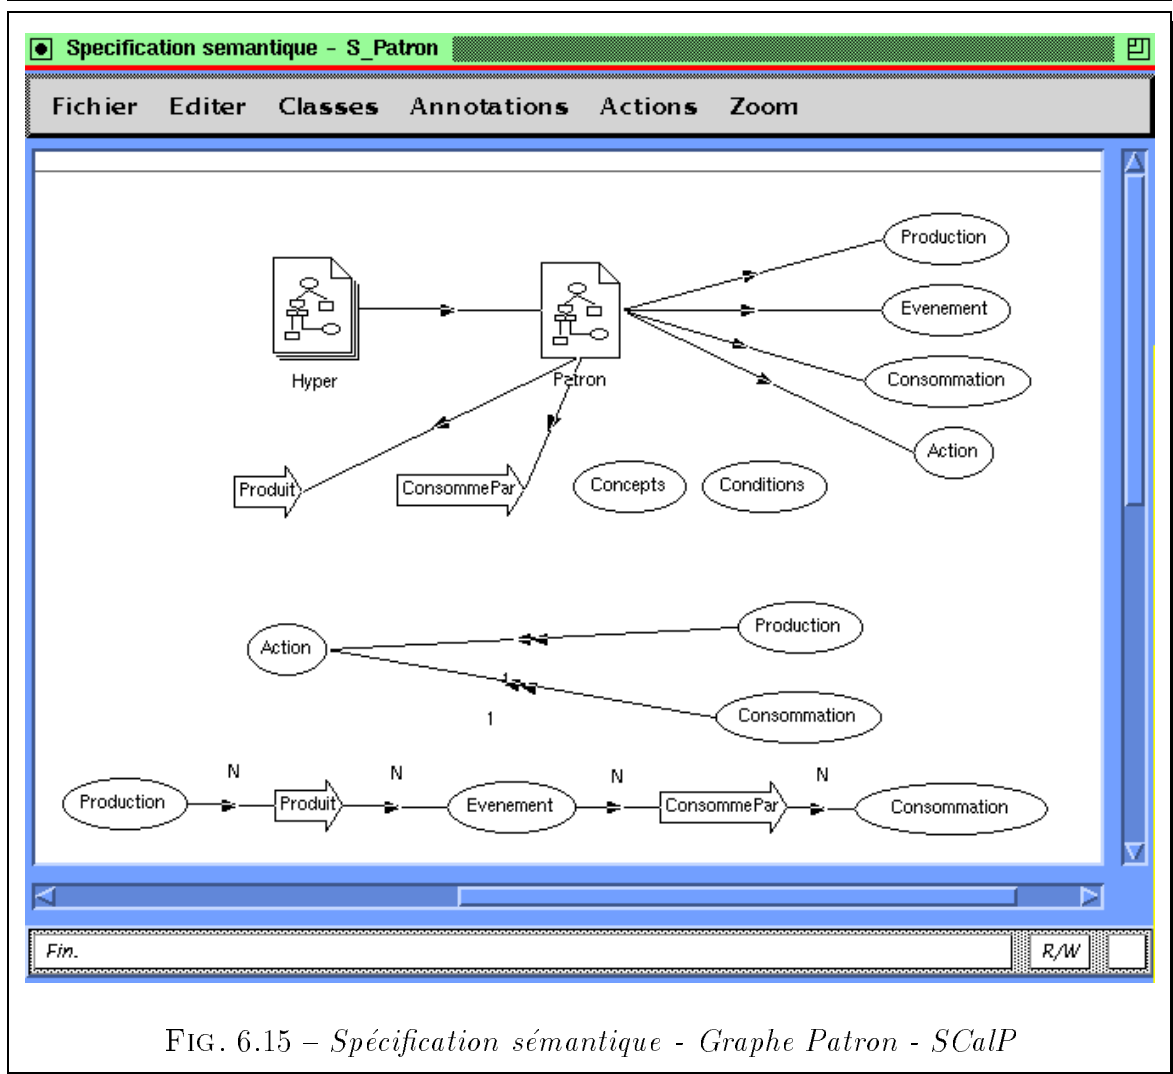 Specification semantique - S_Patron
Fichier Editer Classes Annotations Actions Zoom
Production
Evenement
Hyper
Patron
Consommation
Action
Produit
ConsommePar
Concepts
Conditions
Production
Action
1
Consommation
1
N N N N
Production
Produit
Evenement
ConsommePar
Consommation
Fin.
R/W
FIG. 6.15 – Spécification sémantique - Graphe Patron - SCalP